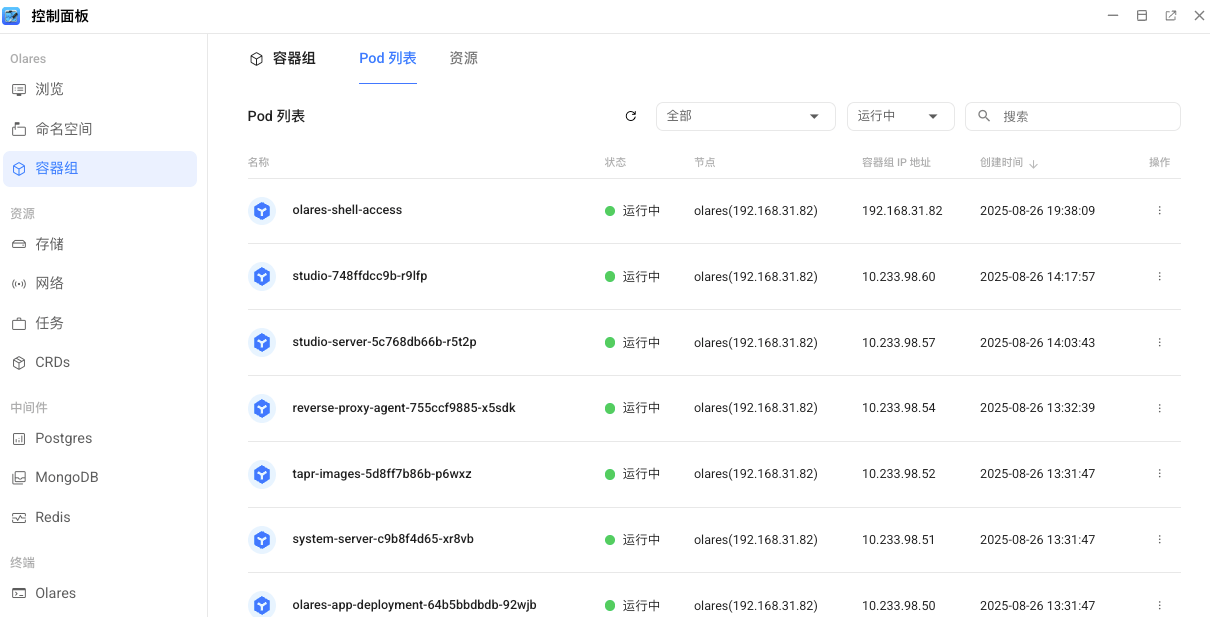 控制面板
Olares
浏览
命名空间
容器组
资源
存储
网络
任务
CRDs
中间件
Postgres
MongoDB
Redis
终端
Olares
容器组 Pod 列表 资源
Pod 列表 全部 运行中 搜索
名称 状态 节点 容器组 IP 地址 创建时间 操作
olares-shell-access 运行中 olares(192.168.31.82) 192.168.31.82 2025-08-26 19:38:09
studio-748ffdcc9b-r9lfp 运行中 olares(192.168.31.82) 10.233.98.60 2025-08-26 14:17:57
studio-server-5c768db66b-r5t2p 运行中 olares(192.168.31.82) 10.233.98.57 2025-08-26 14:03:43
reverse-proxy-agent-755ccf9885-x5sdk 运行中 olares(192.168.31.82) 10.233.98.54 2025-08-26 13:32:39
tapr-images-5d8ff7b86b-p6wxz 运行中 olares(192.168.31.82) 10.233.98.52 2025-08-26 13:31:47
system-server-c9b8f4d65-xr8vb 运行中 olares(192.168.31.82) 10.233.98.51 2025-08-26 13:31:47
olares-app-deployment-64b5bbdbdb-92wjb 运行中 olares(192.168.31.82) 10.233.98.50 2025-08-26 13:31:47